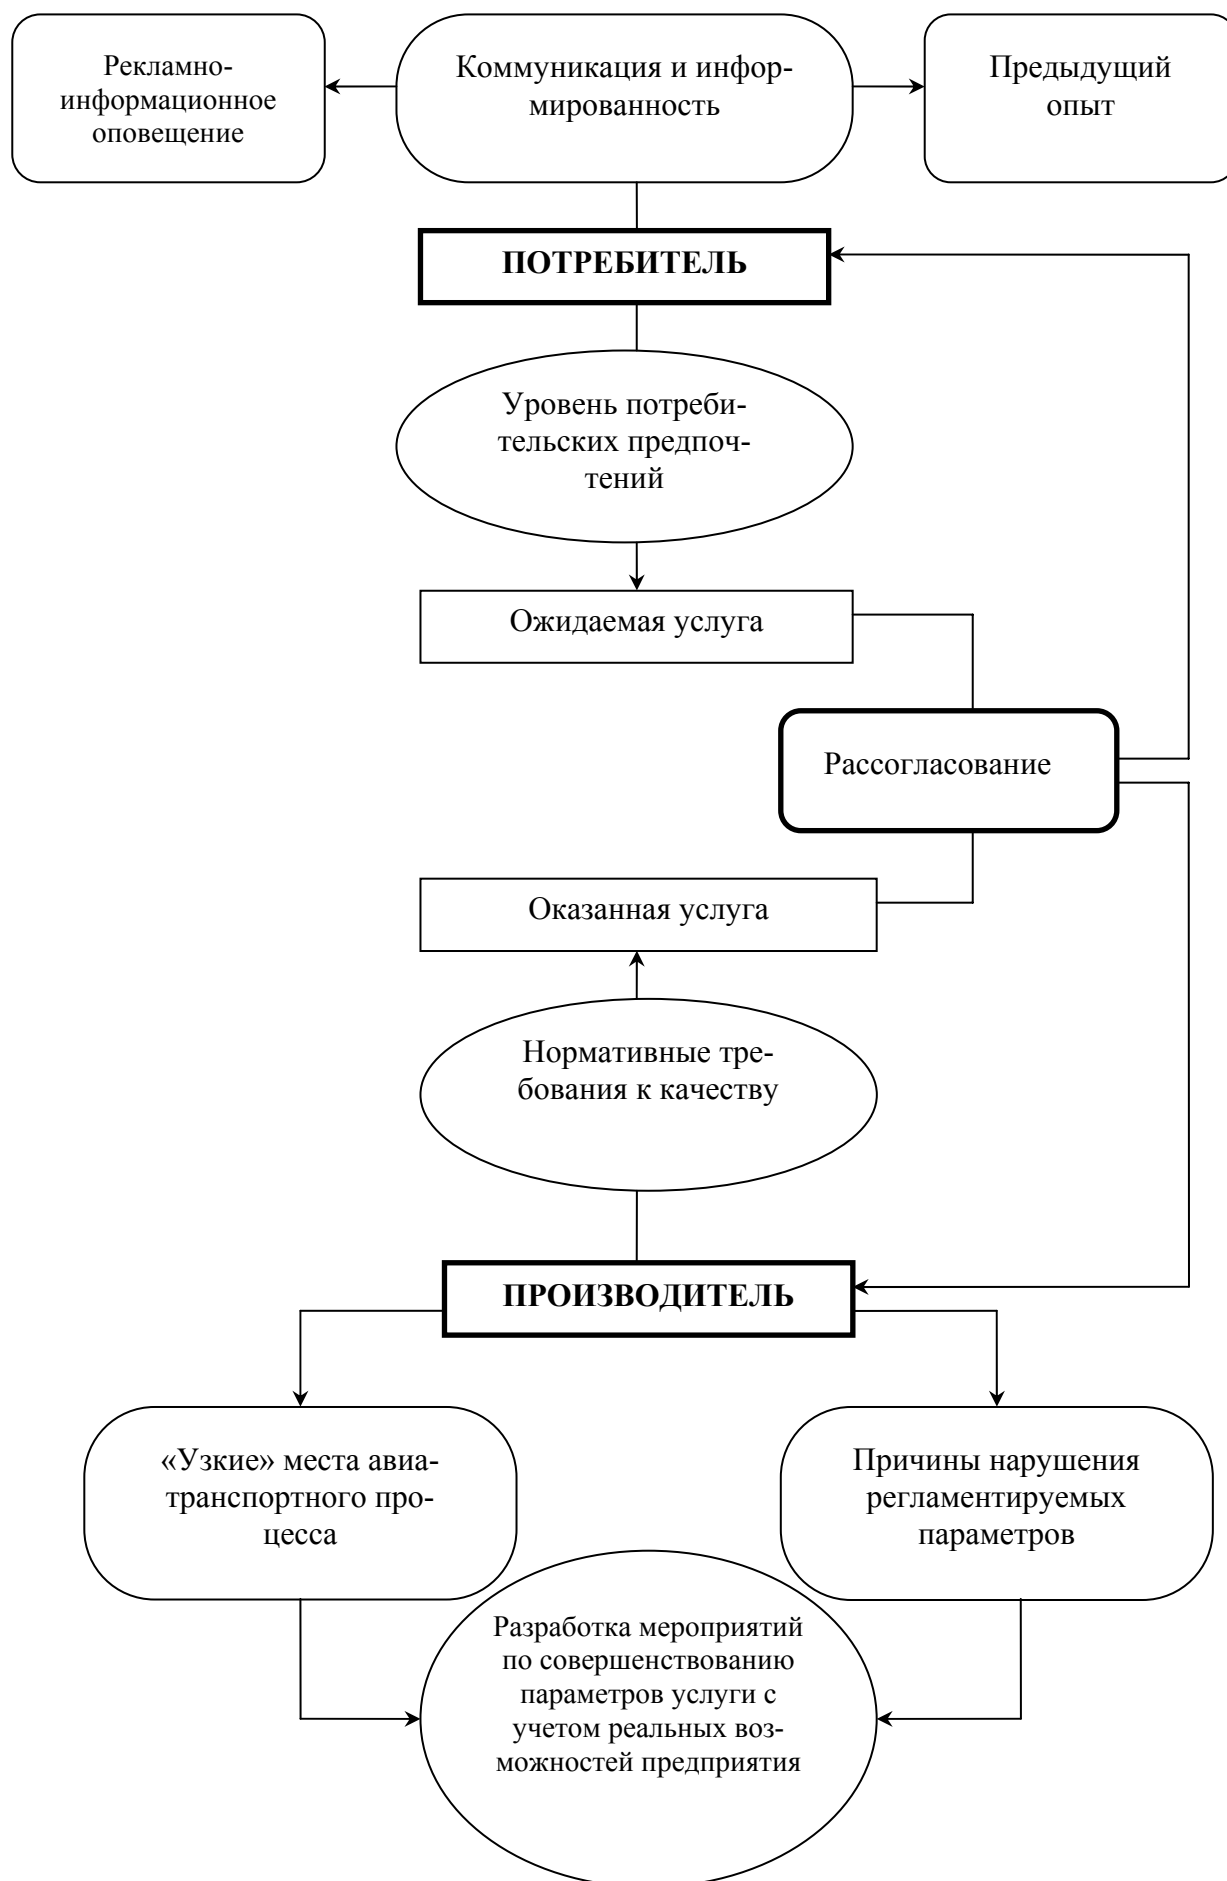 Рекламно-
информационное
оповещение
Коммуникация и инфор-
мированность
Предыдущий
опыт
ПОТРЕБИТЕЛЬ
Уровень потреби-
тельских предпоч-
тений
Ожидаемая услуга
Рассогласование
Оказанная услуга
Нормативные тре-
бования к качеству
ПРОИЗВОДИТЕЛЬ
«Узкие» места авиа-
транспортного про-
цесса
Причины нарушения
регламентируемых
параметров
Разработка мероприятий
по совершенствованию
параметров услуги с
учетом реальных воз-
можностей предприятия